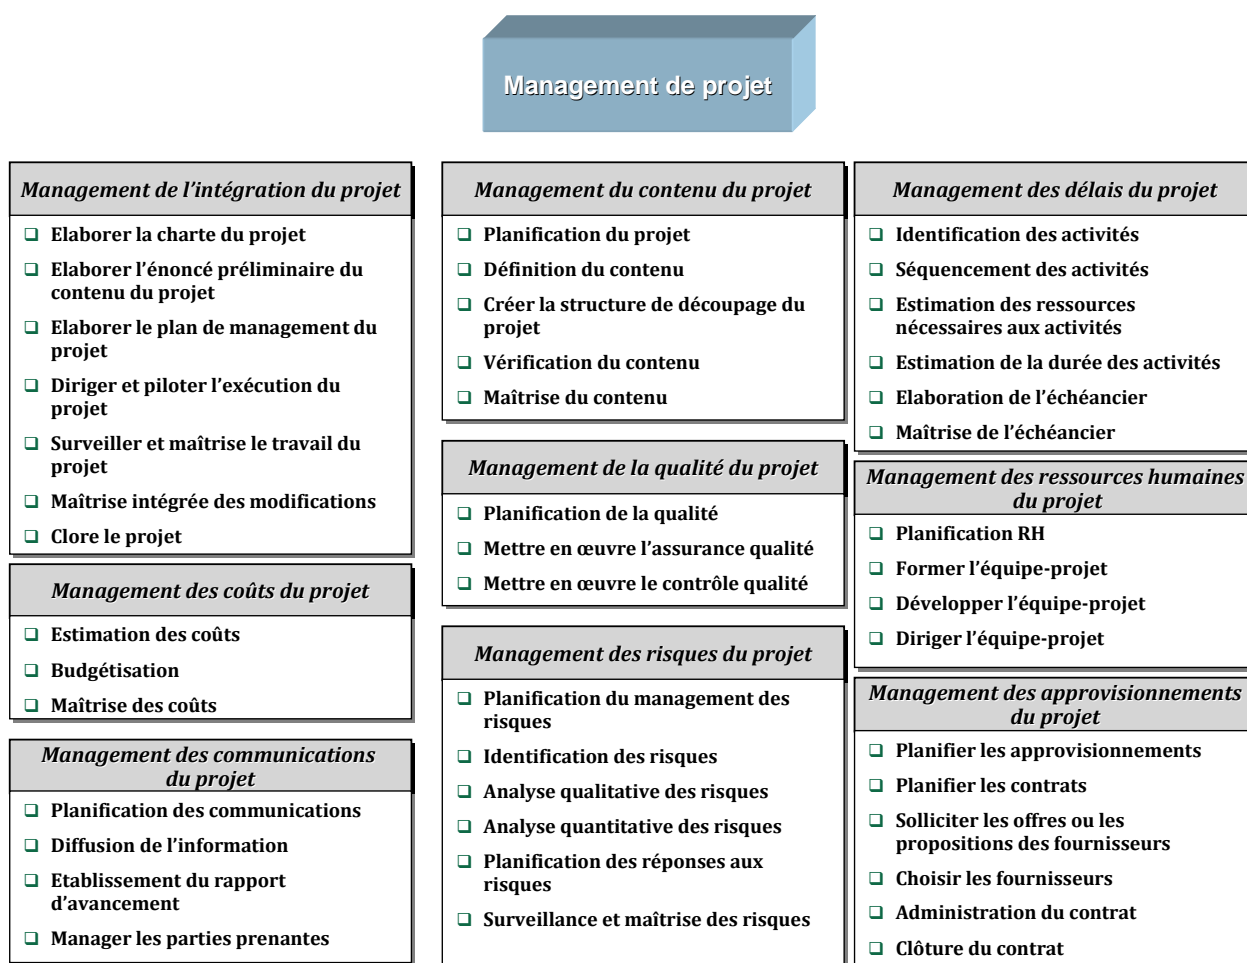 Management de projet
Management de l'intégration du projet
❑ Elaborer la charte du projet
❑ Elaborer l'énoncé préliminaire du
contenu du projet
❑ Elaborer le plan de management du
projet
❑ Diriger et piloter l'exécution du
projet
❑ Surveiller et maîtrise le travail du
projet
❑ Maîtrise intégrée des modifications
❑ Clore le projet
Management des coûts du projet
❑ Estimation des coûts
❑ Budgétisation
❑ Maîtrise des coûts
Management des communications
du projet
❑ Planification des communications
❑ Diffusion de l'information
❑ Etablissement du rapport
d'avancement
❑ Manager les parties prenantes
Management du contenu du projet
❑ Planification du projet
❑ Définition du contenu
❑ Créer la structure de découpage du
projet
❑ Vérification du contenu
❑ Maîtrise du contenu
Management de la qualité du projet
❑ Planification de la qualité
❑ Mettre en œuvre l'assurance qualité
❑ Mettre en œuvre le contrôle qualité
Management des risques du projet
❑ Planification du management des
risques
❑ Identification des risques
❑ Analyse qualitative des risques
❑ Analyse quantitative des risques
❑ Planification des réponses aux
risques
❑ Surveillance et maîtrise des risques
Management des délais du projet
❑ Identification des activités
❑ Séquencement des activités
❑ Estimation des ressources
nécessaires aux activités
❑ Estimation de la durée des activités
❑ Elaboration de l'échéancier
❑ Maîtrise de l'échéancier
Management des ressources humaines
du projet
❑ Planification RH
❑ Former l'équipe-projet
❑ Développer l'équipe-projet
❑ Diriger l'équipe-projet
Management des approvisionnements
du projet
❑ Planifier les approvisionnements
❑ Planifier les contrats
❑ Solliciter les offres ou les
propositions des fournisseurs
❑ Choisir les fournisseurs
❑ Administration du contrat
❑ Clôture du contrat